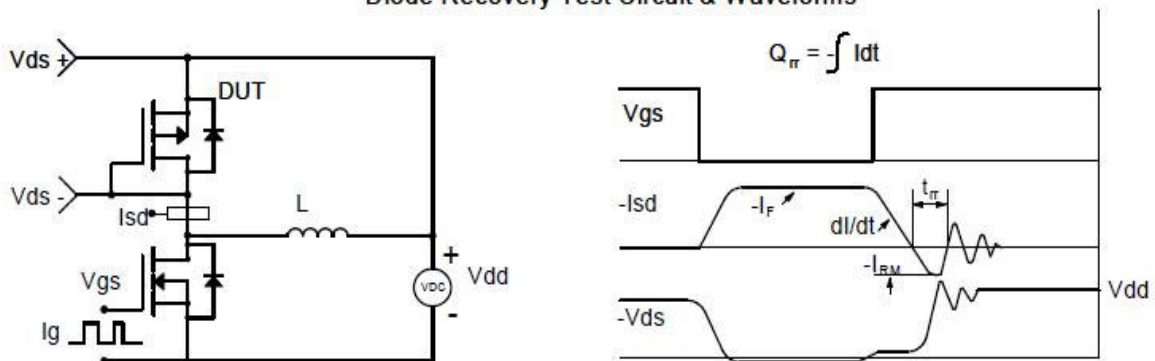 Diode Recovery Test Circuit & Waveforms
Vds +
DUT
Vds -
Isd
L
Vgs
Ig
+
VDC
-
Vdd
Qrr = -∫ Idt
Vgs
-Isd
-IF
dI/dt
trr
-IRM
Vdd
-Vds